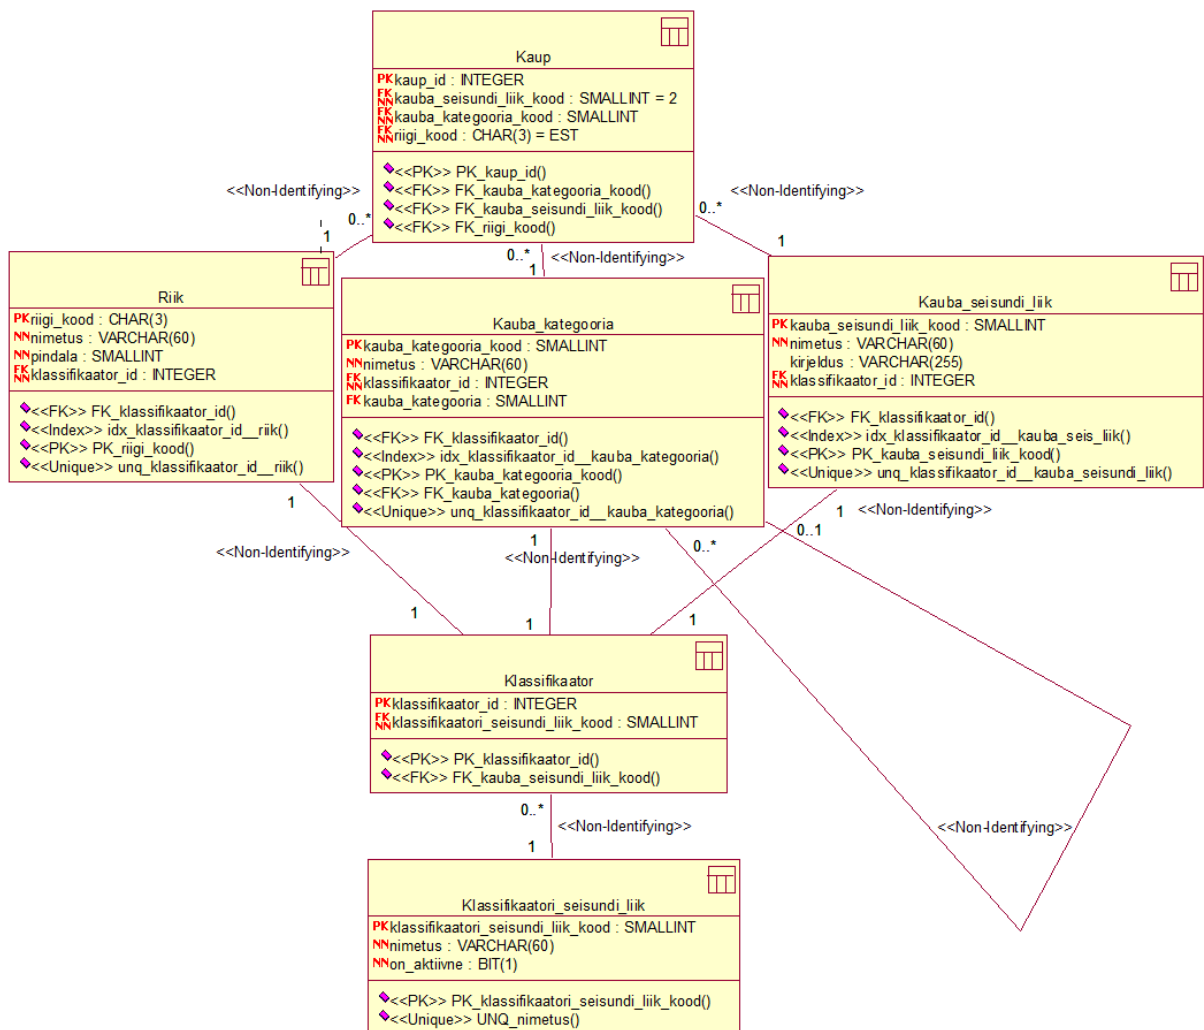 Kaup
PK kaup_id : INTEGER
FK NN kauba_seisundi_liik_kood : SMALLINT = 2
FK NN kauba_kategooria_kood : SMALLINT
FK NN riigi_kood : CHAR(3) = EST
<<PK>> PK_kaup_id()
<<FK>> FK_kauba_kategooria_kood()
<<FK>> FK_kauba_seisundi_liik_kood()
<<FK>> FK_riigi_kood()
<<Non-Identifying>>
0..*
1
<<Non-Identifying>>
0..*
1
0..*
<<Non-Identifying>>
1
Riik
PK riigi_kood : CHAR(3)
NN nimetus : VARCHAR(60)
NN pindala : SMALLINT
FK NN klassifikaator_id : INTEGER
<<FK>> FK_klassifikaator_id()
<<Index>> idx_klassifikaator_id__riik()
<<PK>> PK_riigi_kood()
<<Unique>> unq_klassifikaator_id__riik()
Kauba_kategooria
PK kauba_kategooria_kood : SMALLINT
NN nimetus : VARCHAR(60)
FK NN klassifikaator_id : INTEGER
FK kauba_kategooria : SMALLINT
<<FK>> FK_klassifikaator_id()
<<Index>> idx_klassifikaator_id__kauba_kategooria()
<<PK>> PK_kauba_kategooria_kood()
<<FK>> FK_kauba_kategooria()
<<Unique>> unq_klassifikaator_id__kauba_kategooria()
Kauba_seisundi_liik
PK kauba_seisundi_liik_kood : SMALLINT
NN nimetus : VARCHAR(60)
kirjeldus : VARCHAR(255)
FK NN klassifikaator_id : INTEGER
<<FK>> FK_klassifikaator_id()
<<Index>> idx_klassifikaator_id__kauba_seis_liik()
<<PK>> PK_kauba_seisundi_liik_kood()
<<Unique>> unq_klassifikaator_id__kauba_seisundi_liik()
1
<<Non-Identifying>>
1
1
<<Non-Identifying>>
1
1
<<Non-Identifying>>
1
0..*
0..1
<<Non-Identifying>>
Klassifikaator
PK klassifikaator_id : INTEGER
FK NN klassifikaatori_seisundi_liik_kood : SMALLINT
<<PK>> PK_klassifikaator_id()
<<FK>> FK_kauba_seisundi_liik_kood()
0..*
<<Non-Identifying>>
1
Klassifikaatori_seisundi_liik
PK klassifikaatori_seisundi_liik_kood : SMALLINT
NN nimetus : VARCHAR(60)
NN on_aktiivne : BIT(1)
<<PK>> PK_klassifikaatori_seisundi_liik_kood()
<<Unique>> UNQ_nimetus()